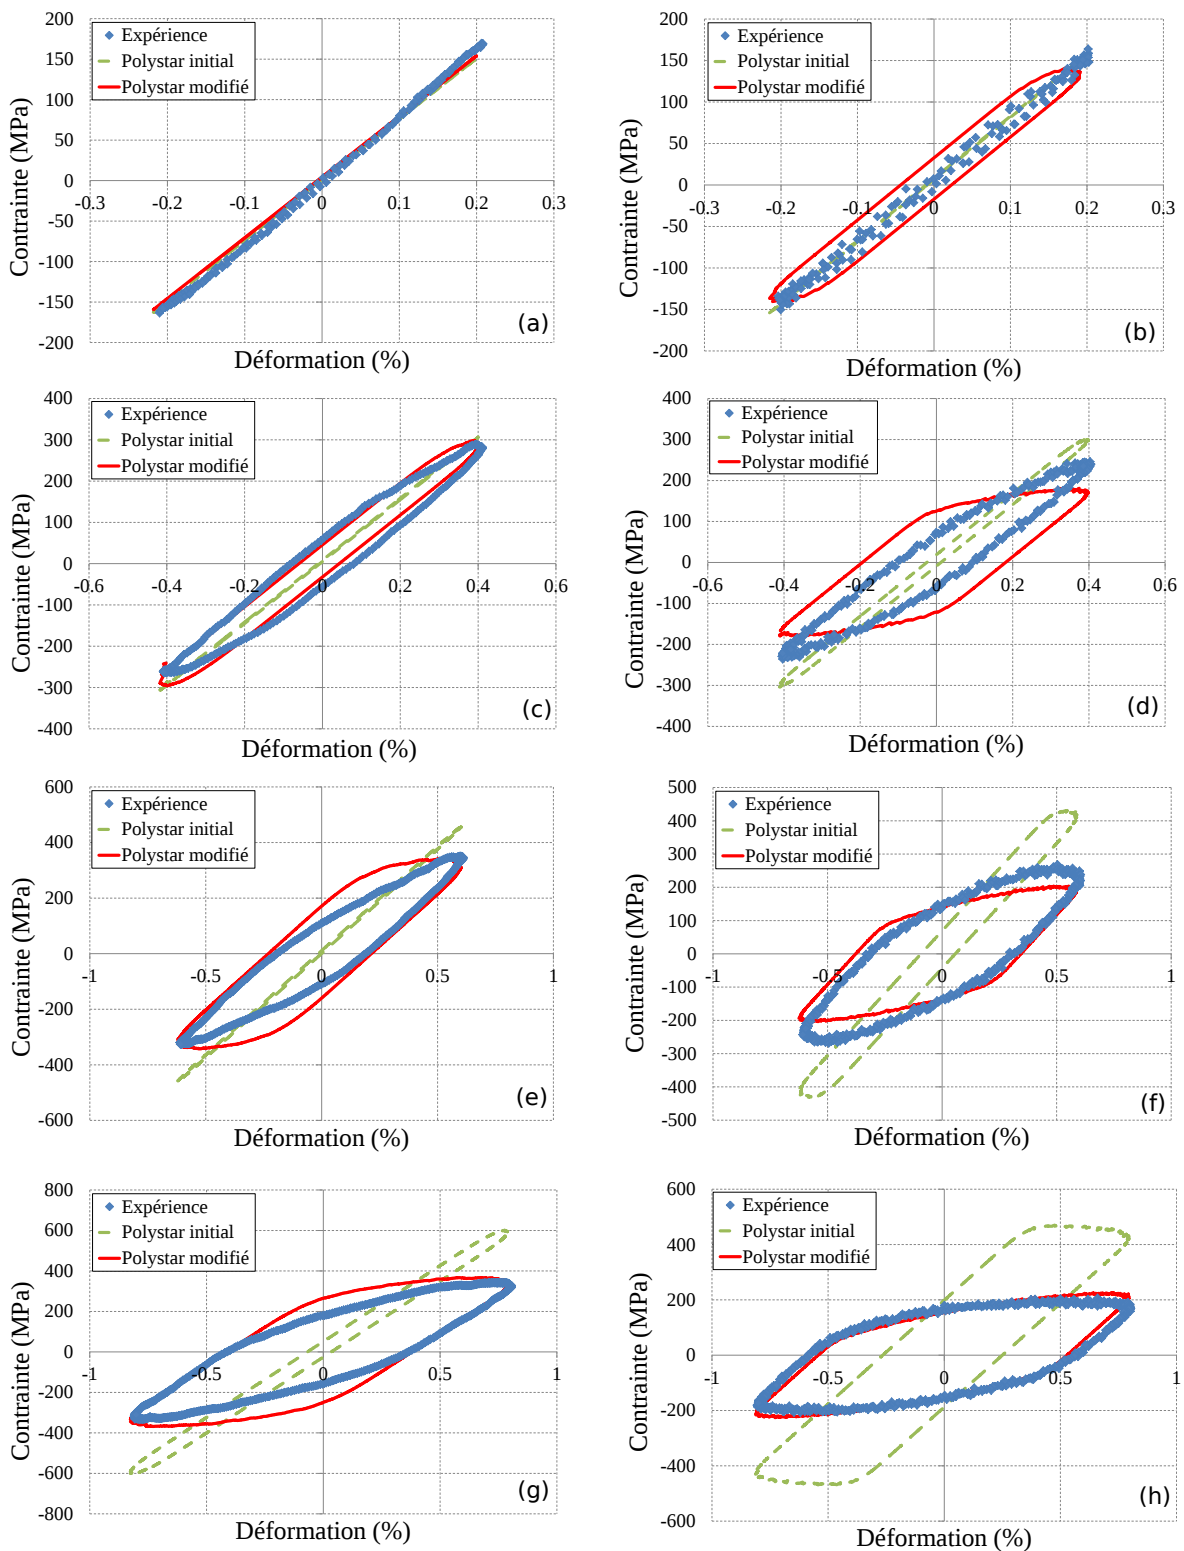 200
150
100
50
0
-50
-100
-150
-200
-0.3
-0.2
-0.1
0
0.1
0.2
0.3
Expérience
Polystar initial
Polystar modifié
Contrainte (MPa)
Déformation (%)
(a)
200
150
100
50
0
-50
-100
-150
-200
-0.3
-0.2
-0.1
0
0.1
0.2
0.3
Expérience
Polystar initial
Polystar modifié
Contrainte (MPa)
Déformation (%)
(b)
400
300
200
100
0
-100
-200
-300
-400
-0.6
-0.4
-0.2
0
0.2
0.4
0.6
Expérience
Polystar initial
Polystar modifié
Contrainte (MPa)
Déformation (%)
(c)
400
300
200
100
0
-100
-200
-300
-400
-0.6
-0.4
-0.2
0
0.2
0.4
0.6
Expérience
Polystar initial
Polystar modifié
Contrainte (MPa)
Déformation (%)
(d)
600
400
200
0
-200
-400
-600
-1
-0.5
0
0.5
1
Expérience
Polystar initial
Polystar modifié
Contrainte (MPa)
Déformation (%)
(e)
500
400
300
200
100
0
-100
-200
-300
-400
-500
-1
-0.5
0
0.5
1
Expérience
Polystar initial
Polystar modifié
Contrainte (MPa)
Déformation (%)
(f)
800
600
400
200
0
-200
-400
-600
-800
-1
-0.5
0
0.5
1
Expérience
Polystar initial
Polystar modifié
Contrainte (MPa)
Déformation (%)
(g)
600
400
200
0
-200
-400
-600
-1
-0.5
0
0.5
1
Expérience
Polystar initial
Polystar modifié
Contrainte (MPa)
Déformation (%)
(h)